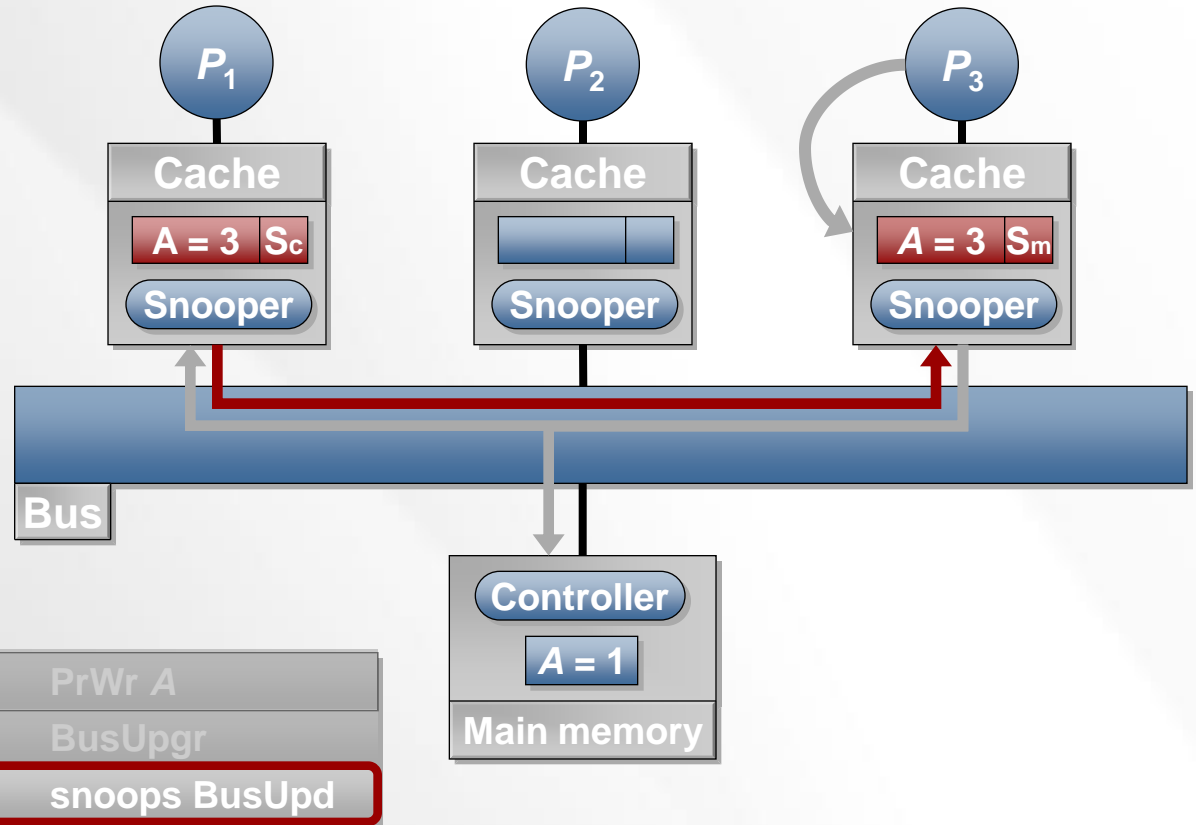 P1 P2 P3
Cache Cache Cache
A = 3 Sc A = 3 Sm
Snooper Snooper Snooper
Bus
Controller
A = 1
Main memory
PrWr A
BusUpgr
snoops BusUpd